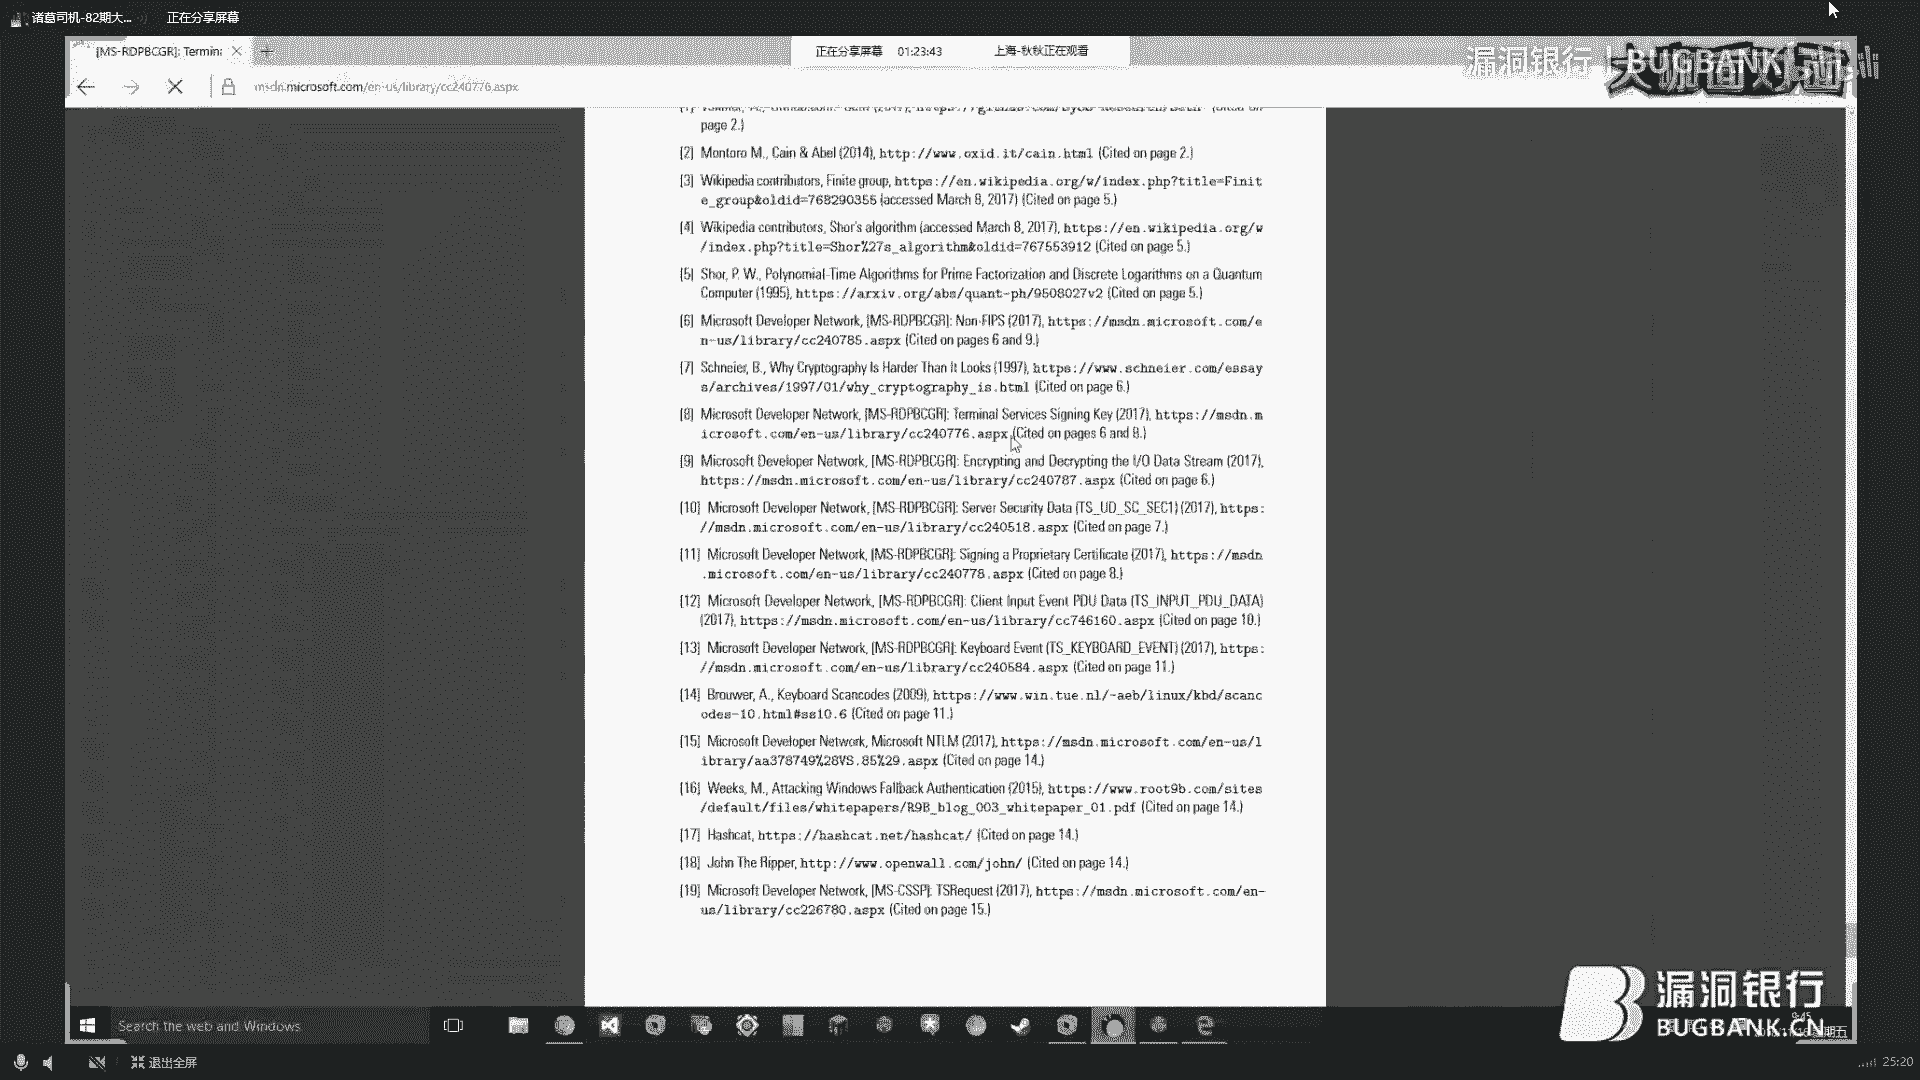 诸葛司机-82期大...
正在分享屏幕
[MS-RDPBCGR]: Termin
正在分享屏幕 01:23:43 上海-秋秋正在观看
漏洞银行 | BUGBANK
大咖面对面
msdn.microsoft.com/en-us/library/cc240776.aspx
page 2.)
[2] Montoro M., Cain & Abel (2014), http://www.oxid.it/cain.html (Cited on page 2.)
[3] Wikipedia contributors, Finite group, https://en.wikipedia.org/w/index.php?title=Finit
e_group&oldid=768290355 (accessed March 8, 2017) (Cited on page 5.)
[4] Wikipedia contributors, Shor's algorithm (accessed March 8, 2017), https://en.wikipedia.org/w
/index.php?title=Shor%27s_algorithm&oldid=767553912 (Cited on page 5.)
[5] Shor, P. W., Polynomial-Time Algorithms for Prime Factorization and Discrete Logarithms on a Quantum
Computer (1995), https://arxiv.org/abs/quant-ph/9508027v2 (Cited on page 5.)
[6] Microsoft Developer Network, [MS-RDPBCGR]: Non-FIPS (2017), https://msdn.microsoft.com/e
n-us/library/cc240785.aspx (Cited on pages 6 and 9.)
[7] Schneier, B., Why Cryptography Is Harder Than It Looks (1997), https://www.schneier.com/essay
s/archives/1997/01/why_cryptography_is.html (Cited on page 6.)
[8] Microsoft Developer Network, [MS-RDPBCGR]: Terminal Services Signing Key (2017), https://msdn.m
icrosoft.com/en-us/library/cc240776.aspx (Cited on pages 6 and 8.)
[9] Microsoft Developer Network, [MS-RDPBCGR]: Encrypting and Decrypting the I/O Data Stream (2017),
https://msdn.microsoft.com/en-us/library/cc240787.aspx (Cited on page 6.)
[10] Microsoft Developer Network, [MS-RDPBCGR]: Server Security Data (TS_UD_SC_SEC1) (2017), https:
//msdn.microsoft.com/en-us/library/cc240518.aspx (Cited on page 7.)
[11] Microsoft Developer Network, [MS-RDPBCGR]: Signing a Proprietary Certificate (2017), https://msdn
.microsoft.com/en-us/library/cc240778.aspx (Cited on page 8.)
[12] Microsoft Developer Network, [MS-RDPBCGR]: Client Input Event PDU Data (TS_INPUT_PDU_DATA)
(2017), https://msdn.microsoft.com/en-us/library/cc746160.aspx (Cited on page 10.)
[13] Microsoft Developer Network, [MS-RDPBCGR]: Keyboard Event (TS_KEYBOARD_EVENT) (2017), https:
//msdn.microsoft.com/en-us/library/cc240584.aspx (Cited on page 11.)
[14] Brouwer, A., Keyboard Scancodes (2009), https://www.win.tue.nl/~aeb/linux/kbd/scanc
odes-10.html#ss10.6 (Cited on page 11.)
[15] Microsoft Developer Network, Microsoft NTLM (2017), https://msdn.microsoft.com/en-us/l
ibrary/aa378749%28VS.85%29.aspx (Cited on page 14.)
[16] Weeks, M., Attacking Windows Fallback Authentication (2015), https://www.root9b.com/sites
/default/files/whitepapers/R9B_blog_003_whitepaper_01.pdf (Cited on page 14.)
[17] Hashcat, https://hashcat.net/hashcat/ (Cited on page 14.)
[18] John The Ripper, http://www.openwall.com/john/ (Cited on page 14.)
[19] Microsoft Developer Network, [MS-CSSP]: TSRequest (2017), https://msdn.microsoft.com/en-
us/library/cc226780.aspx (Cited on page 15.)
漏洞银行
BUGBANK.CN
Search the web and Windows
9:45
退出全屏
25:20